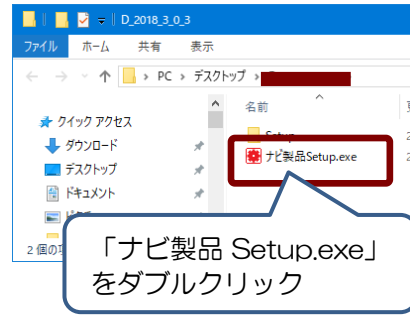 D_2018_3_0_3
ファイル ホーム 共有 表示
PC > デスクトップ >
名前
クイック アクセス
Setup
ダウンロード
ナビ製品Setup.exe
デスクトップ
ドキュメント
2 個の
「ナビ製品 Setup.exe」
をダブルクリック